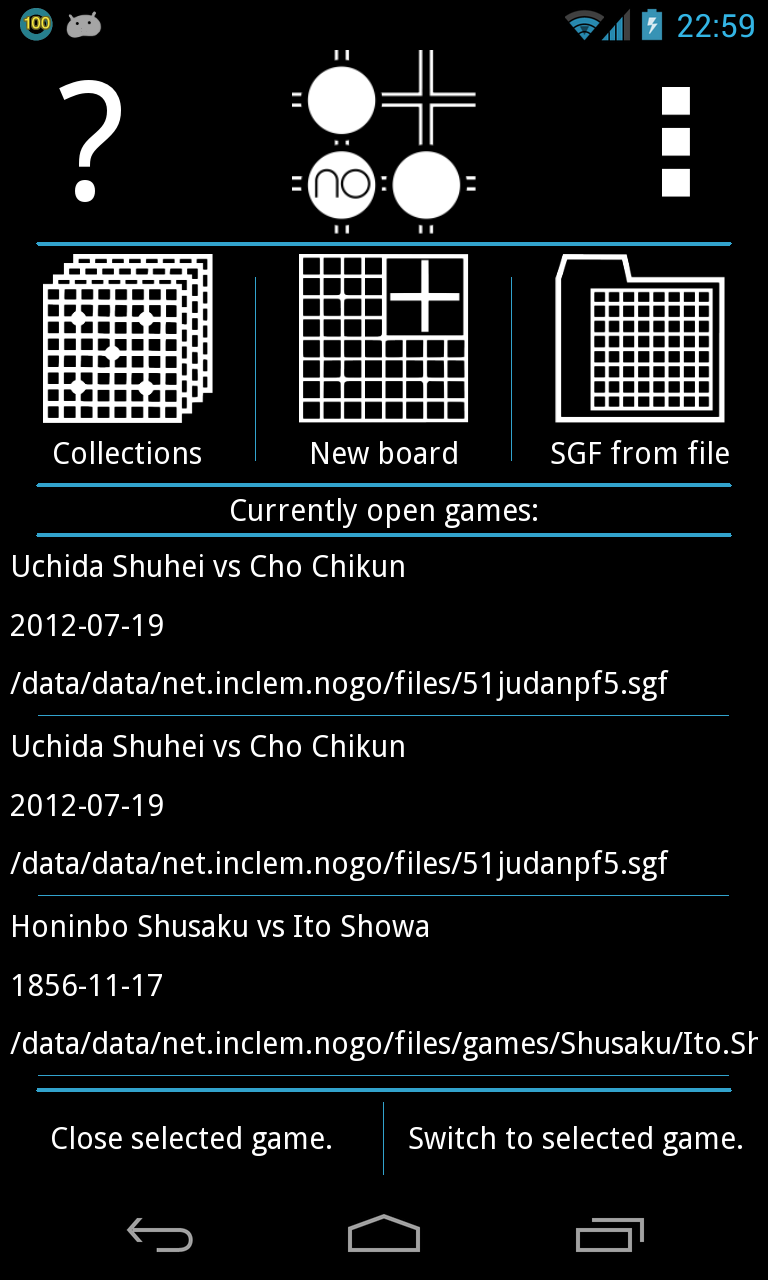 100
22:59
?
no
Collections
New board
SGF from file
Currently open games:
Uchida Shuhei vs Cho Chikun
2012-07-19
/data/data/net.inclem.nogo/files/51judanpf5.sgf
Uchida Shuhei vs Cho Chikun
2012-07-19
/data/data/net.inclem.nogo/files/51judanpf5.sgf
Honinbo Shusaku vs Ito Showa
1856-11-17
/data/data/net.inclem.nogo/files/games/Shusaku/Ito.Sh
Close selected game.
Switch to selected game.